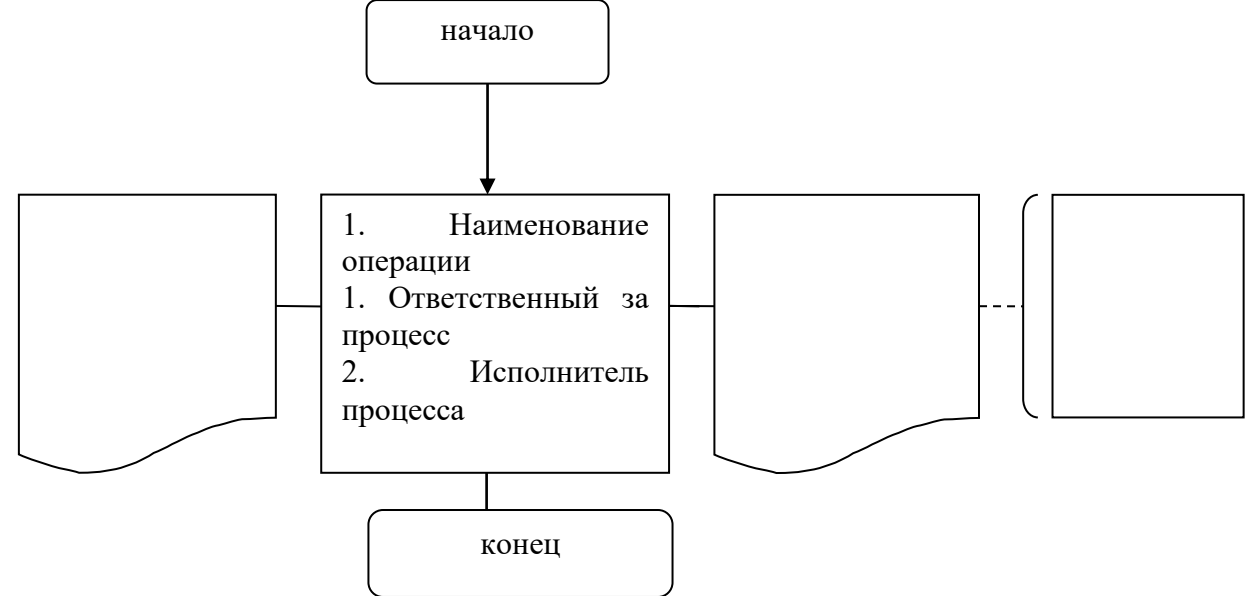 начало
1. Наименование
операции
1. Ответственный за
процесс
2. Исполнитель
процесса
конец